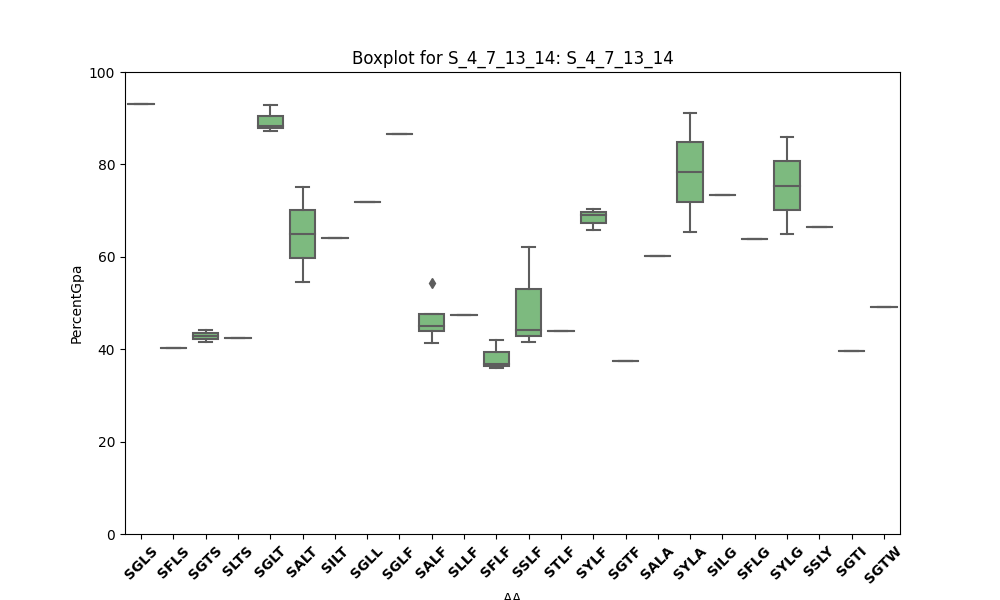 Boxplot for S_4_7_13_14: S_4_7_13_14
PercentGpa
100
80
60
40
20
0
SGLS SFLS SGTS SLTS SGLT SALT SILT SGLL SGLF SALF SLLF SFLF SSLF STLF SYLF SGTF SALA SYLA SILG SFLG SYLG SSLY SGTI SGTW
AA